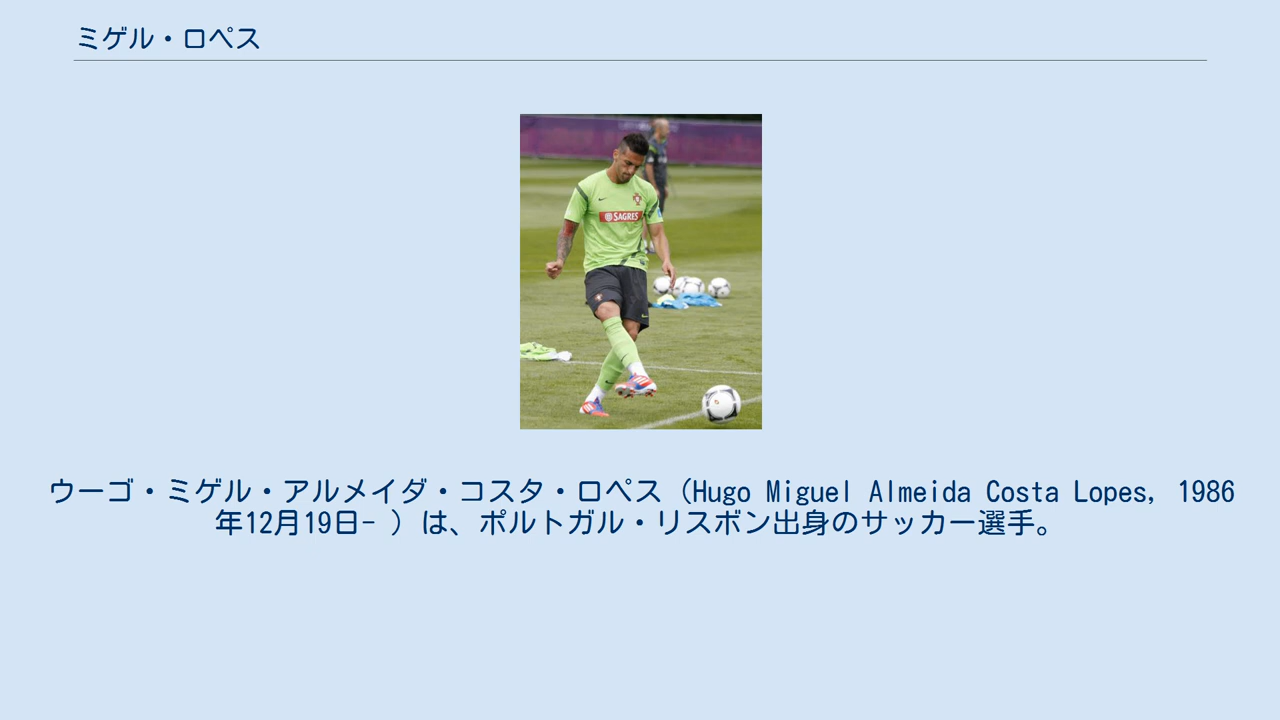 ミゲル・ロペス
SAGRES
ウーゴ・ミゲル・アルメイダ・コスタ・ロペス（Hugo Miguel Almeida Costa Lopes, 1986
年12月19日- ）は、ポルトガル・リスボン出身のサッカー選手。